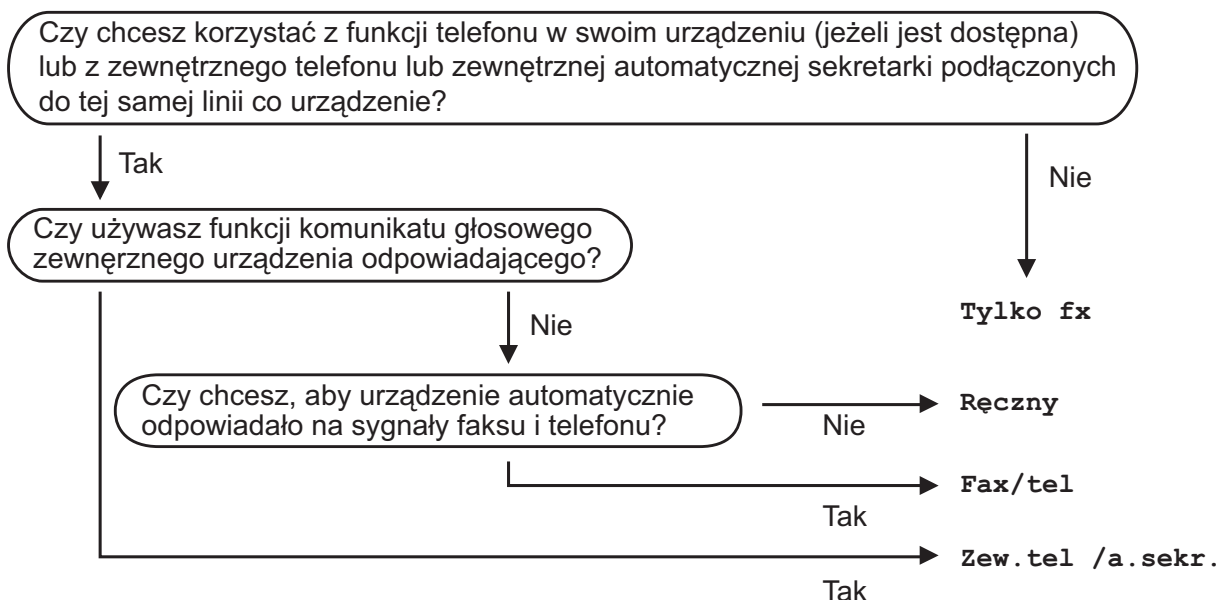 Czy chcesz korzystać z funkcji telefonu w swoim urządzeniu (jeżeli jest dostępna)
lub z zewnętrznego telefonu lub zewnętrznej automatycznej sekretarki podłączonych
do tej samej linii co urządzenie?
Tak
Nie
Czy używasz funkcji komunikatu głosowego
zewnęrznego urządzenia odpowiadającego?
Tylko fx
Nie
Czy chcesz, aby urządzenie automatycznie
odpowiadało na sygnały faksu i telefonu?
Nie
Ręczny
Fax/tel
Tak
Zew.tel /a.sekr.
Tak